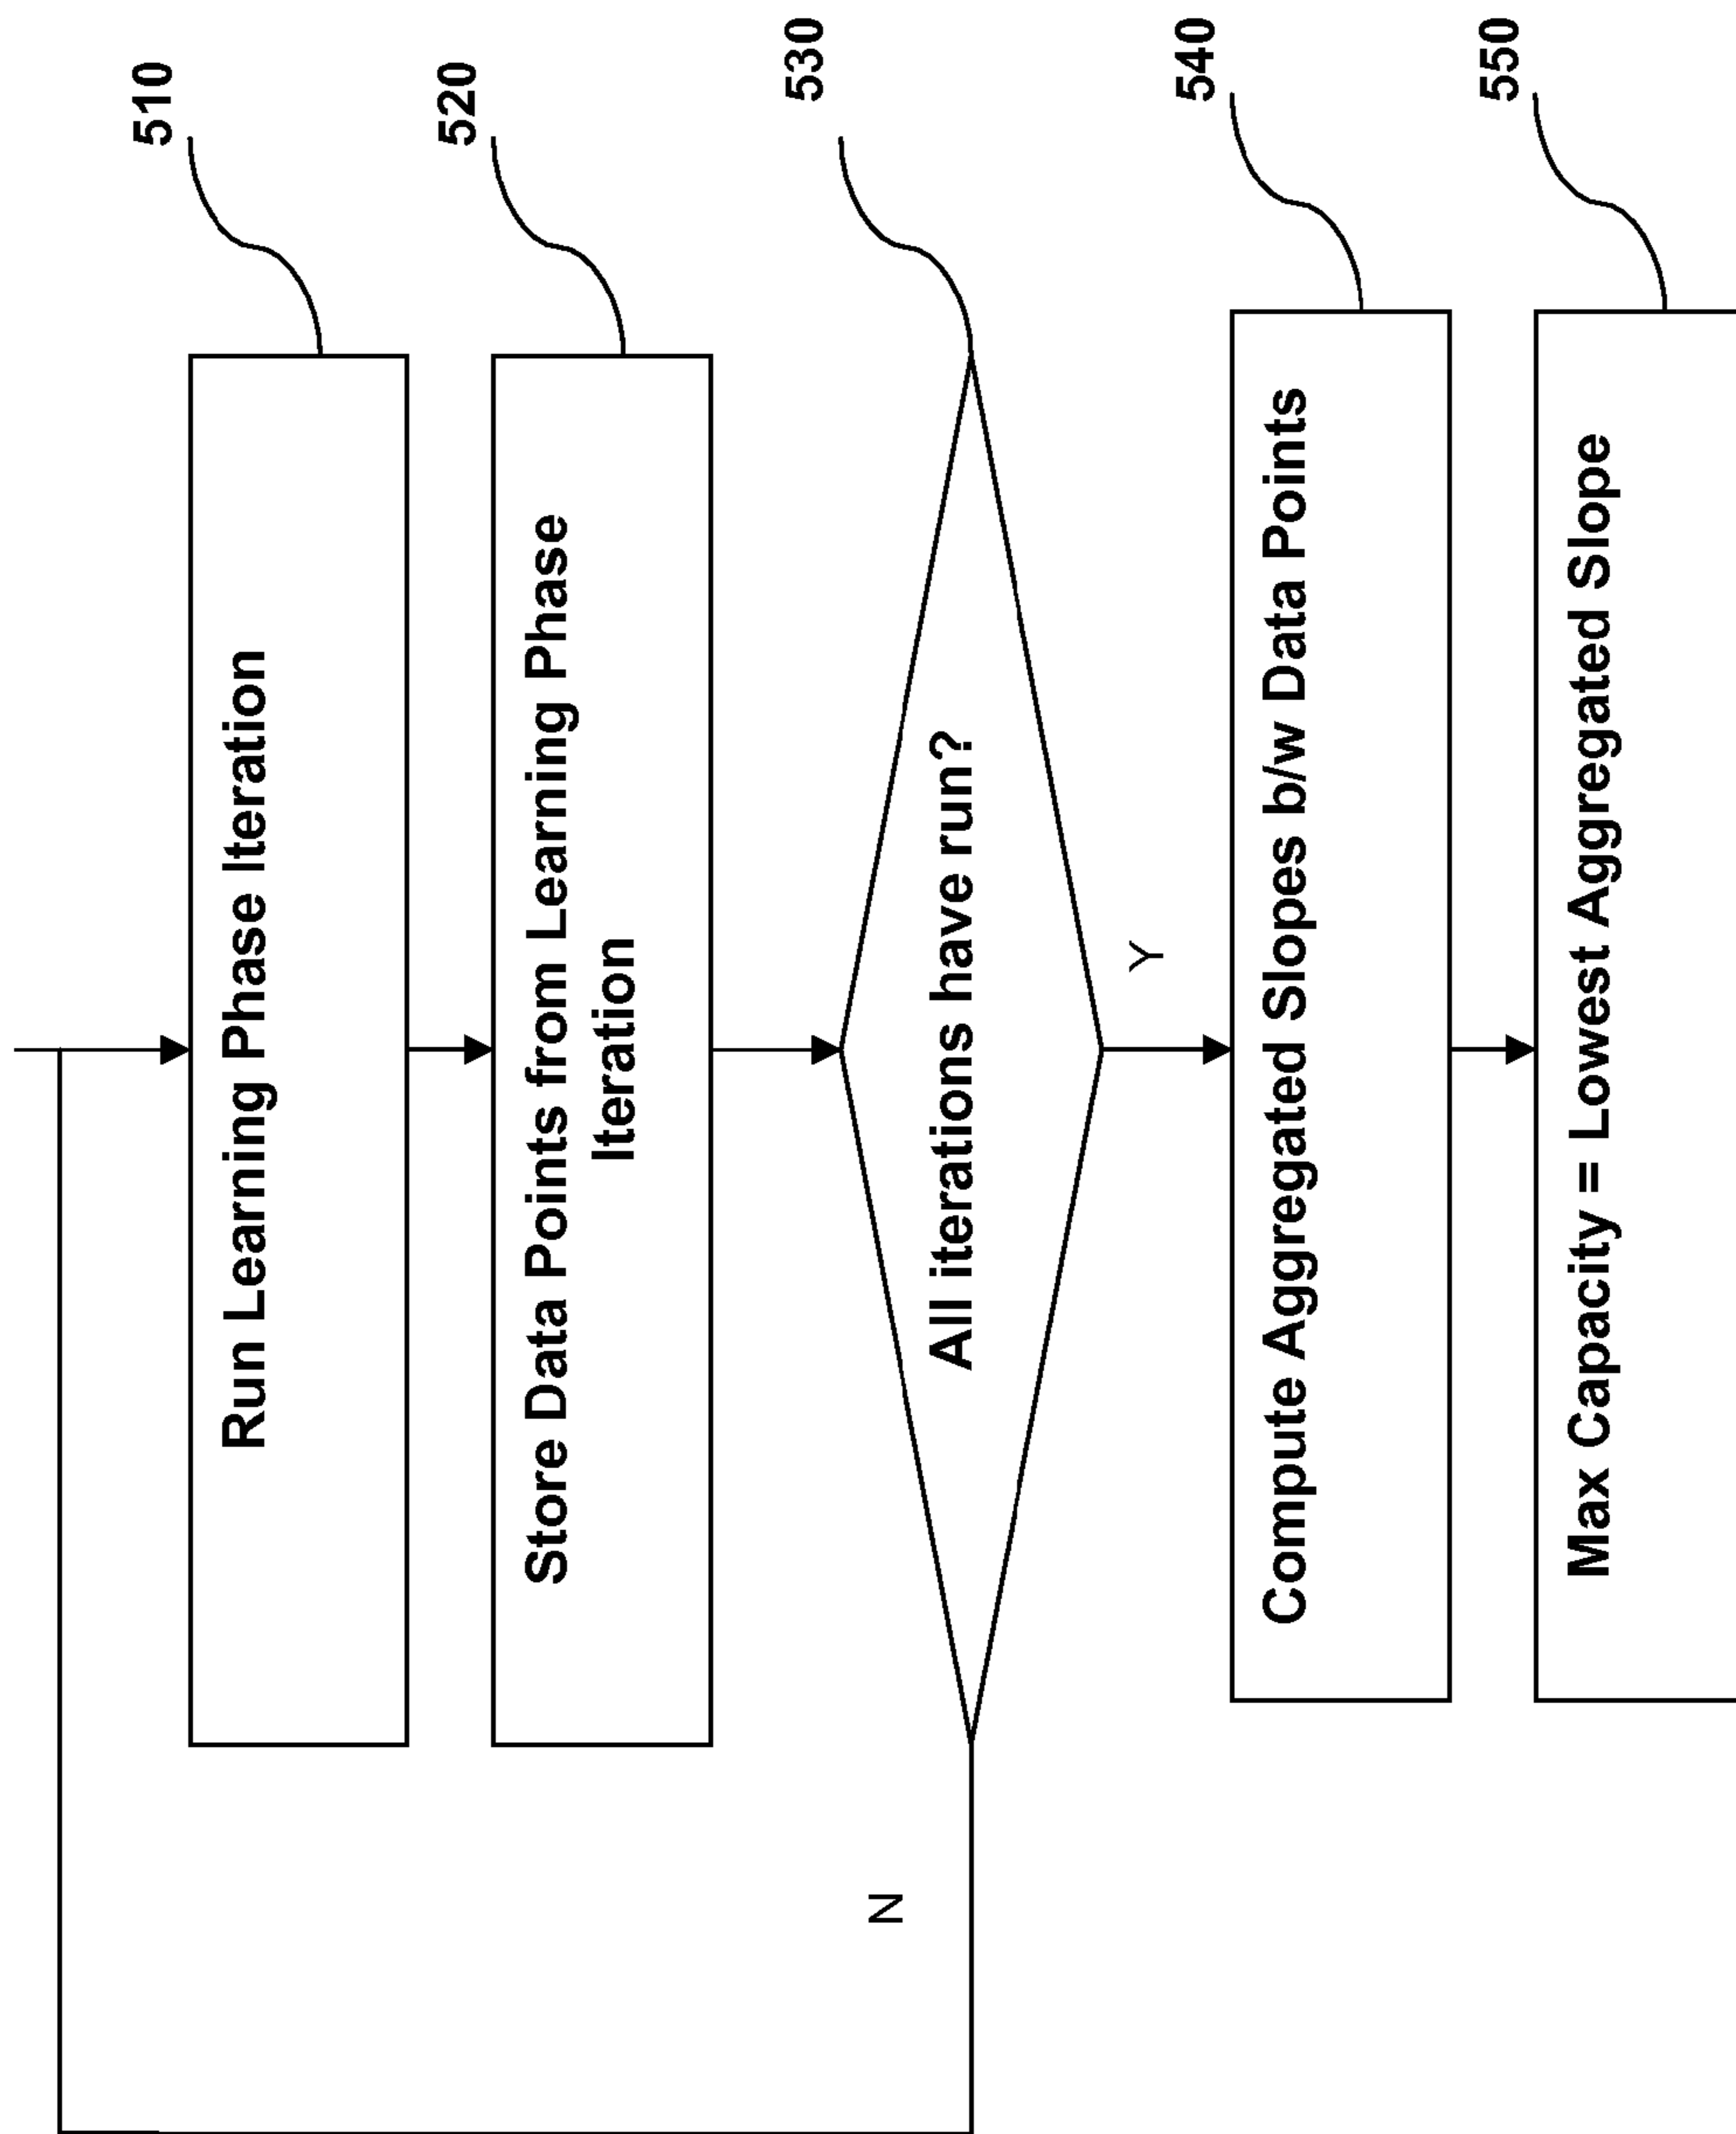 510
Run Learning Phase Iteration
520
Store Data Points from Learning Phase
Iteration
530
All iterations have run?
N
Y
540
Compute Aggregated Slopes b/w Data Points
550
Max Capacity = Lowest Aggregated Slope